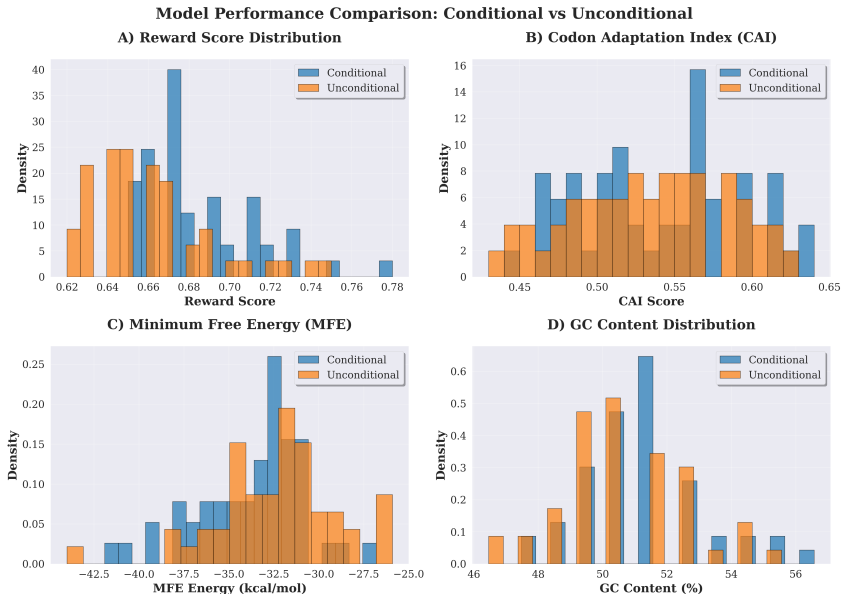 Model Performance Comparison: Conditional vs Unconditional
A) Reward Score Distribution
Density
40
35
30
25
20
15
10
5
0
Conditional
Unconditional
0.62 0.64 0.66 0.68 0.70 0.72 0.74 0.76 0.78
Reward Score
B) Codon Adaptation Index (CAI)
Density
16
14
12
10
8
6
4
2
0
Conditional
Unconditional
0.45 0.50 0.55 0.60 0.65
CAI Score
C) Minimum Free Energy (MFE)
Density
0.25
0.20
0.15
0.10
0.05
0.00
Conditional
Unconditional
−42.5 −40.0 −37.5 −35.0 −32.5 −30.0 −27.5 −25.0
MFE Energy (kcal/mol)
D) GC Content Distribution
Density
0.6
0.5
0.4
0.3
0.2
0.1
0.0
Conditional
Unconditional
46 48 50 52 54 56
GC Content (%)